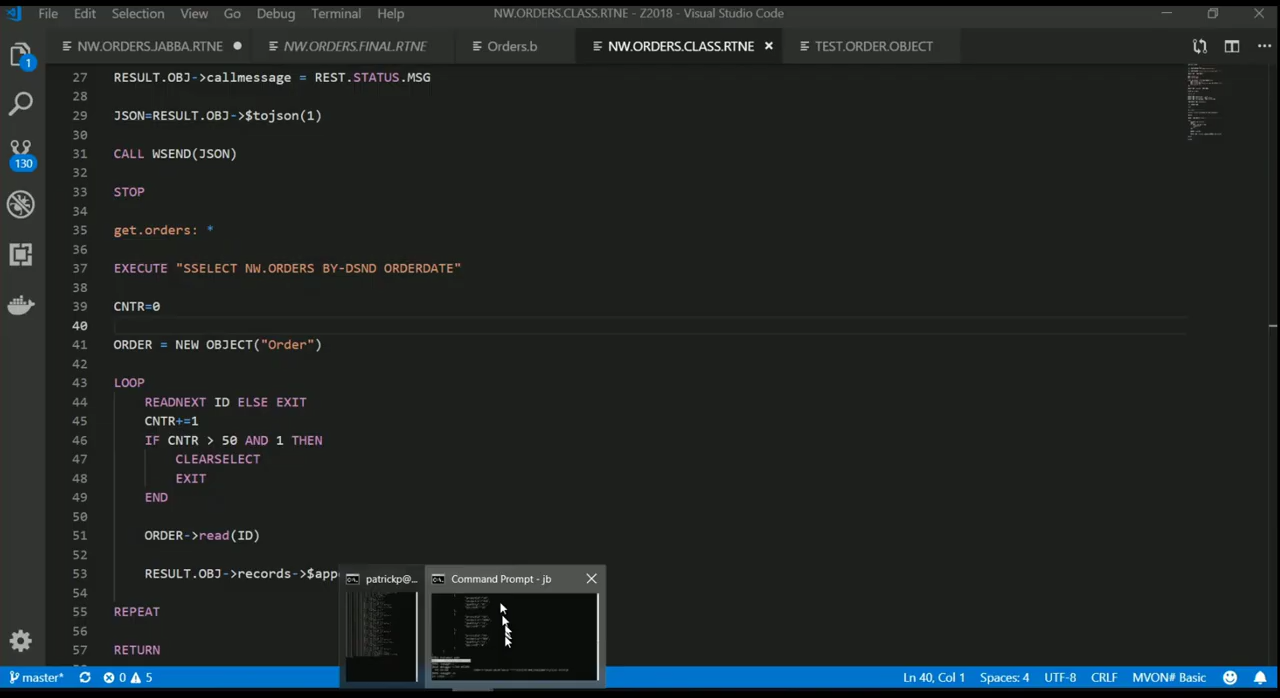 File Edit Selection View Go Debug Terminal Help NW.ORDERS.CLASS.RTNE - Z2018 - Visual Studio Code
NW.ORDERS.JABBA.RTNE NW.ORDERS.FINAL.RTNE Orders.b NW.ORDERS.CLASS.RTNE TEST.ORDER.OBJECT
1
130
27 RESULT.OBJ->callmessage = REST.STATUS.MSG
28
29 JSON=RESULT.OBJ->$tojson(1)
30
31 CALL WSEND(JSON)
32
33 STOP
34
35 get.orders: *
36
37 EXECUTE "SSELECT NW.ORDERS BY-DSND ORDERDATE"
38
39 CNTR=0
40
41 ORDER = NEW OBJECT("Order")
42
43 LOOP
44 READNEXT ID ELSE EXIT
45 CNTR+=1
46 IF CNTR > 50 AND 1 THEN
47 CLEARSELECT
48 EXIT
49 END
50
51 ORDER->read(ID)
52
53 RESULT.OBJ->records->$app
54
55 REPEAT
56
57 RETURN
patrickp@... Command Prompt - jb
master* 0 5 Ln 40, Col 1 Spaces: 4 UTF-8 CRLF MVON# Basic